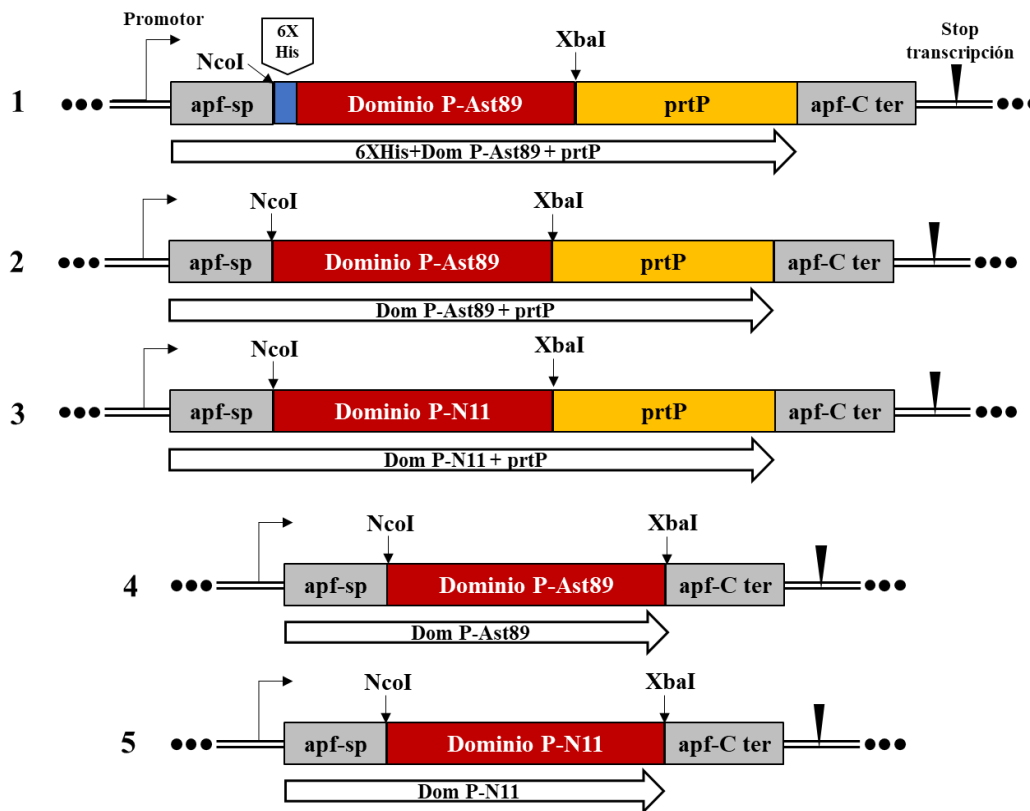 Promotor
6X
His
NcoI
XbaI
Stop
transcripción
1
apf-sp
Dominio P-Ast89
prtP
apf-C ter
6XHis+Dom P-Ast89 + prtP
NcoI
XbaI
2
apf-sp
Dominio P-Ast89
prtP
apf-C ter
Dom P-Ast89 + prtP
NcoI
XbaI
3
apf-sp
Dominio P-N11
prtP
apf-C ter
Dom P-N11 + prtP
NcoI
XbaI
4
apf-sp
Dominio P-Ast89
apf-C ter
Dom P-Ast89
NcoI
XbaI
5
apf-sp
Dominio P-N11
apf-C ter
Dom P-N11